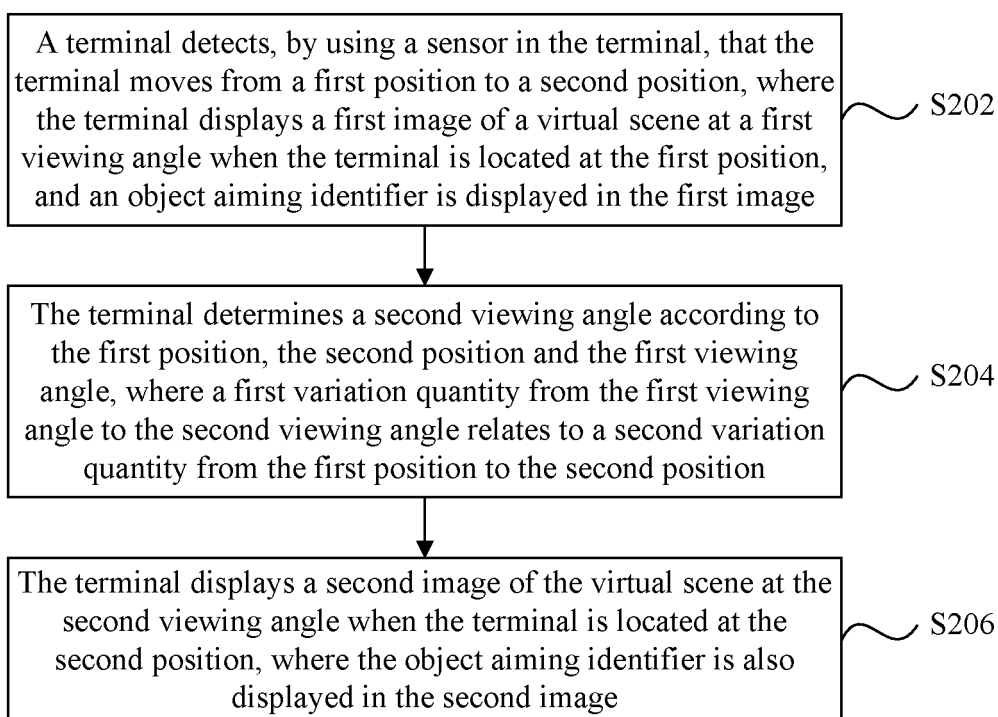 A terminal detects, by using a sensor in the terminal, that the
terminal moves from a first position to a second position, where
the terminal displays a first image of a virtual scene at a first
viewing angle when the terminal is located at the first position,
and an object aiming identifier is displayed in the first image
S202
The terminal determines a second viewing angle according to
the first position, the second position and the first viewing
angle, where a first variation quantity from the first viewing
angle to the second viewing angle relates to a second variation
quantity from the first position to the second position
S204
The terminal displays a second image of the virtual scene at the
second viewing angle when the terminal is located at the
second position, where the object aiming identifier is also
displayed in the second image
S206